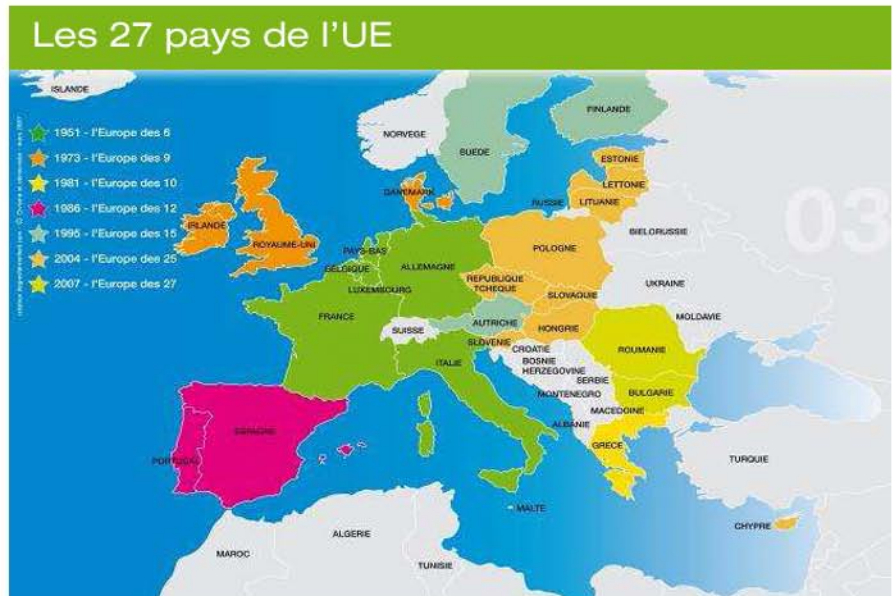 Les 27 pays de l'UE
ISLANDE
1951 - l'Europe des 6
1973 - l'Europe des 9
1981 - l'Europe des 10
1986 - l'Europe des 12
1995 - l'Europe des 15
2004 - l'Europe des 25
2007 - l'Europe des 27
03
FINLANDE
NORVEGE
SUEDE
ESTONIE
LETTONIE
LITUANIE
RUSSIE
DANEMARK
IRLANDE
ROYAUME-UNI
BIELORUSSIE
PAYS-BAS
BELGIQUE
LUXEMBOURG
ALLEMAGNE
POLOGNE
REPUBLIQUE
TCHEQUE
SLOVAQUIE
UKRAINE
MOLDAVIE
FRANCE
SUISSE
AUTRICHE
HONGRIE
SLOVENIE
CROATIE
ROUMANIE
ITALIE
BOSNIE
HERZEGOVINE
SERBIE
MONTENEGRO
BULGARIE
MACEDOINE
ALBANIE
GRECE
PORTUGAL
ESPAGNE
TURQUIE
MALTE
CHYPRE
MAROC
ALGERIE
TUNISIE